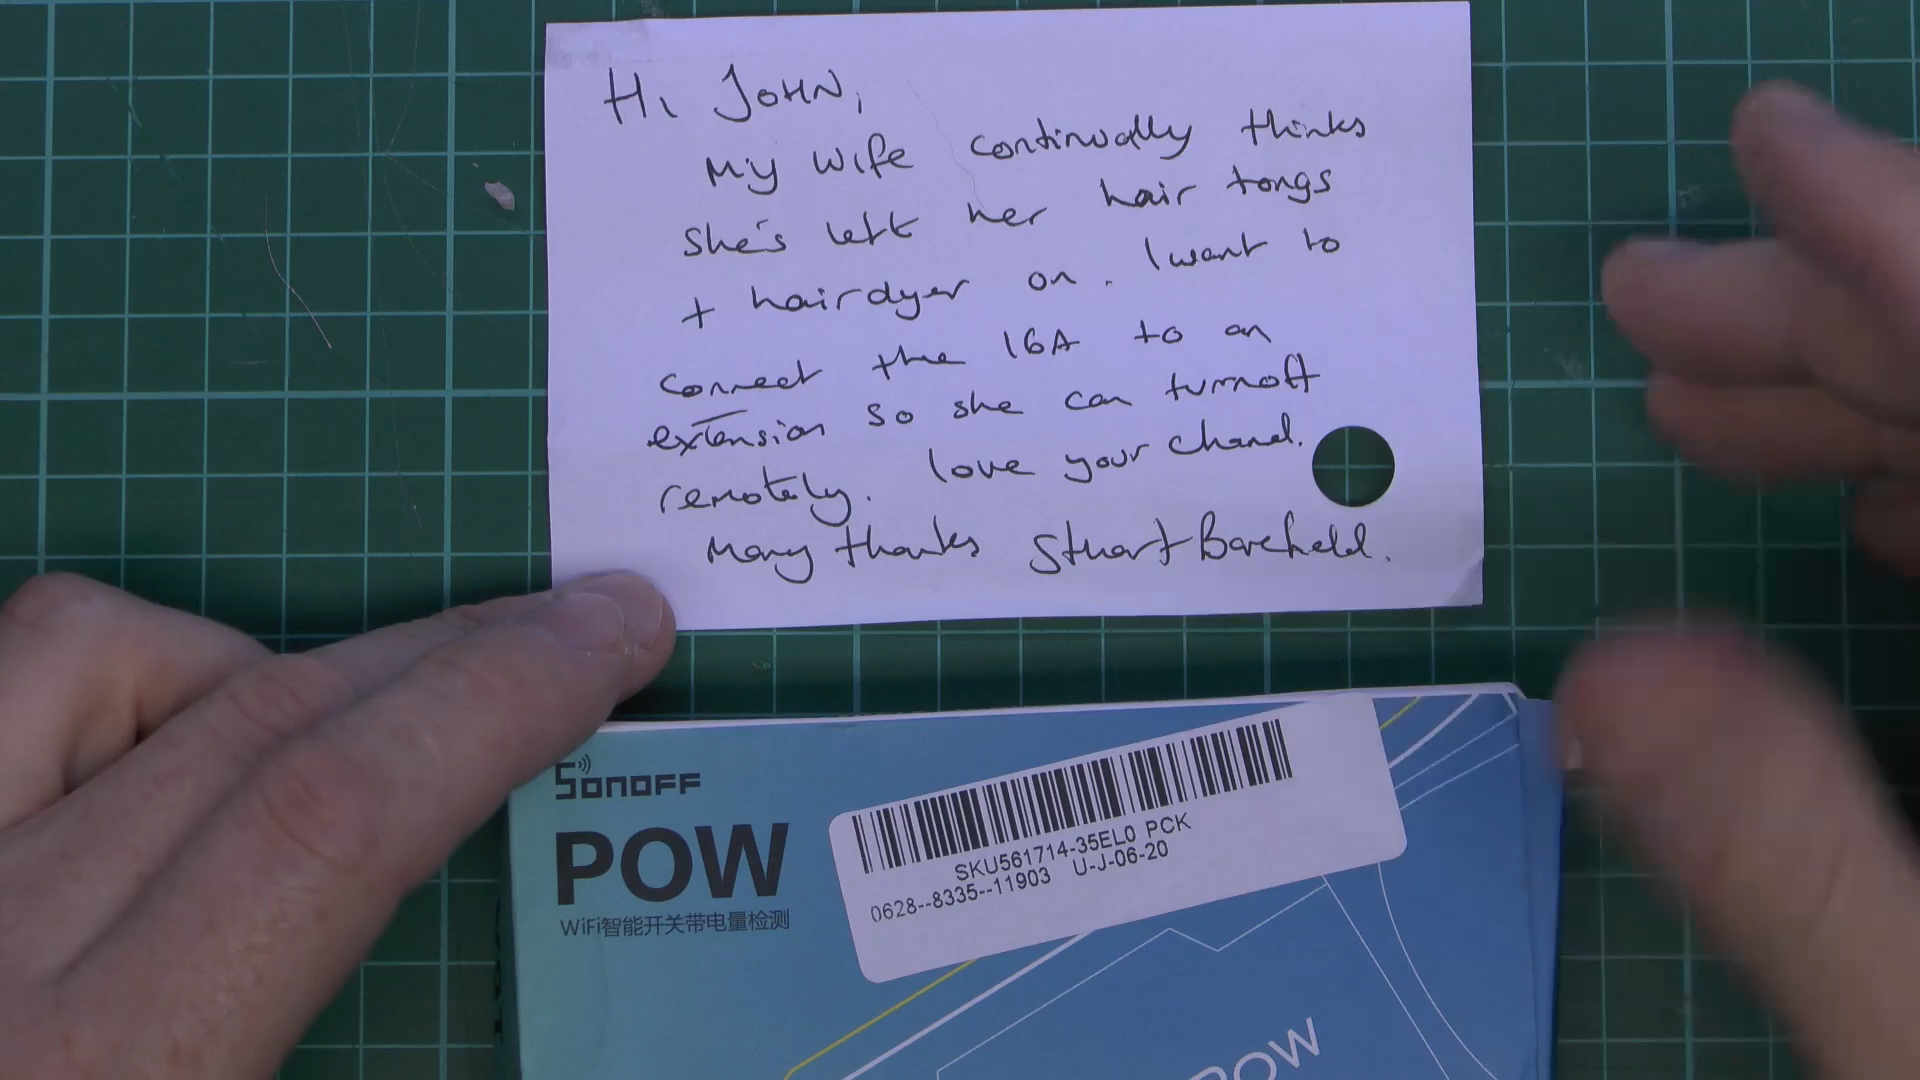 Hi JOHN,
My wife continually thinks
she's left her hair tongs
+ hairdyer on. I want to
connect the 16A to an
extension so she can turnoff
remotely. love your chanel.
Many thanks Stuart Barefield.
SONOFF
POW
WiFi智能开关带电量检测
SKU561714-35EL0 PCK
0628--8335--11903 U-J-06-20
POW